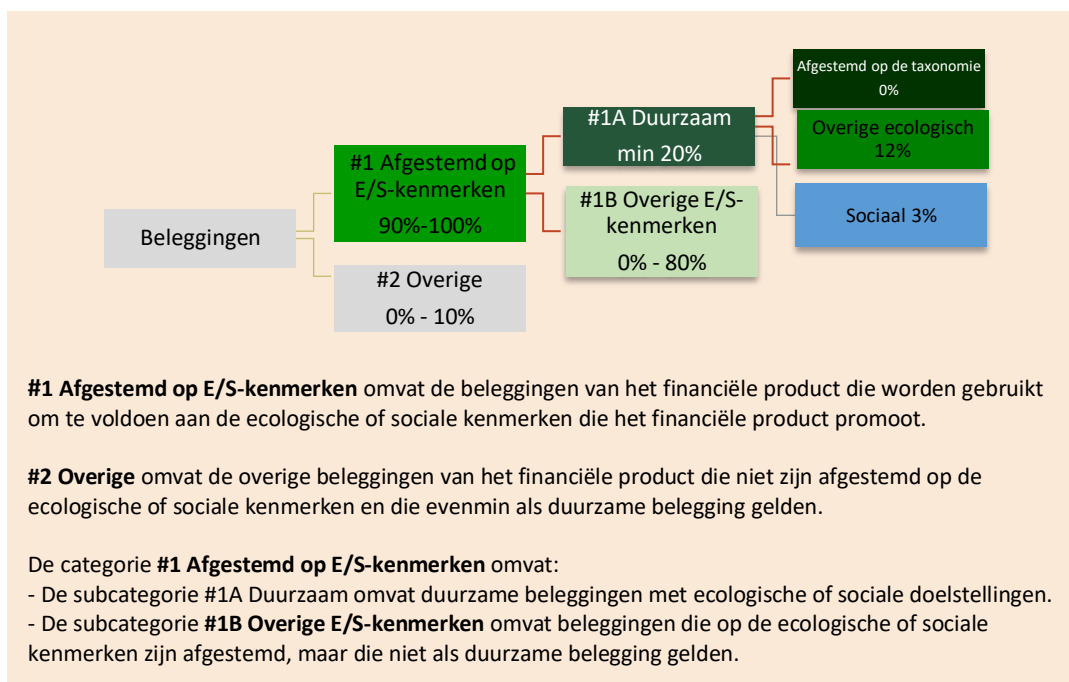 Beleggingen
#1 Afgestemd op
E/S-kenmerken
90%-100%
#2 Overige
0% - 10%
#1A Duurzaam
min 20%
#1B Overige E/S-
kenmerken
0% - 80%
Afgestemd op de taxonomie
0%
Overige ecologisch
12%
Sociaal 3%
#1 Afgestemd op E/S-kenmerken omvat de beleggingen van het financiële product die worden gebruikt
om te voldoen aan de ecologische of sociale kenmerken die het financiële product promoot.
#2 Overige omvat de overige beleggingen van het financiële product die niet zijn afgestemd op de
ecologische of sociale kenmerken en die evenmin als duurzame belegging gelden.
De categorie #1 Afgestemd op E/S-kenmerken omvat:
- De subcategorie #1A Duurzaam omvat duurzame beleggingen met ecologische of sociale doelstellingen.
- De subcategorie #1B Overige E/S-kenmerken omvat beleggingen die op de ecologische of sociale
kenmerken zijn afgestemd, maar die niet als duurzame belegging gelden.